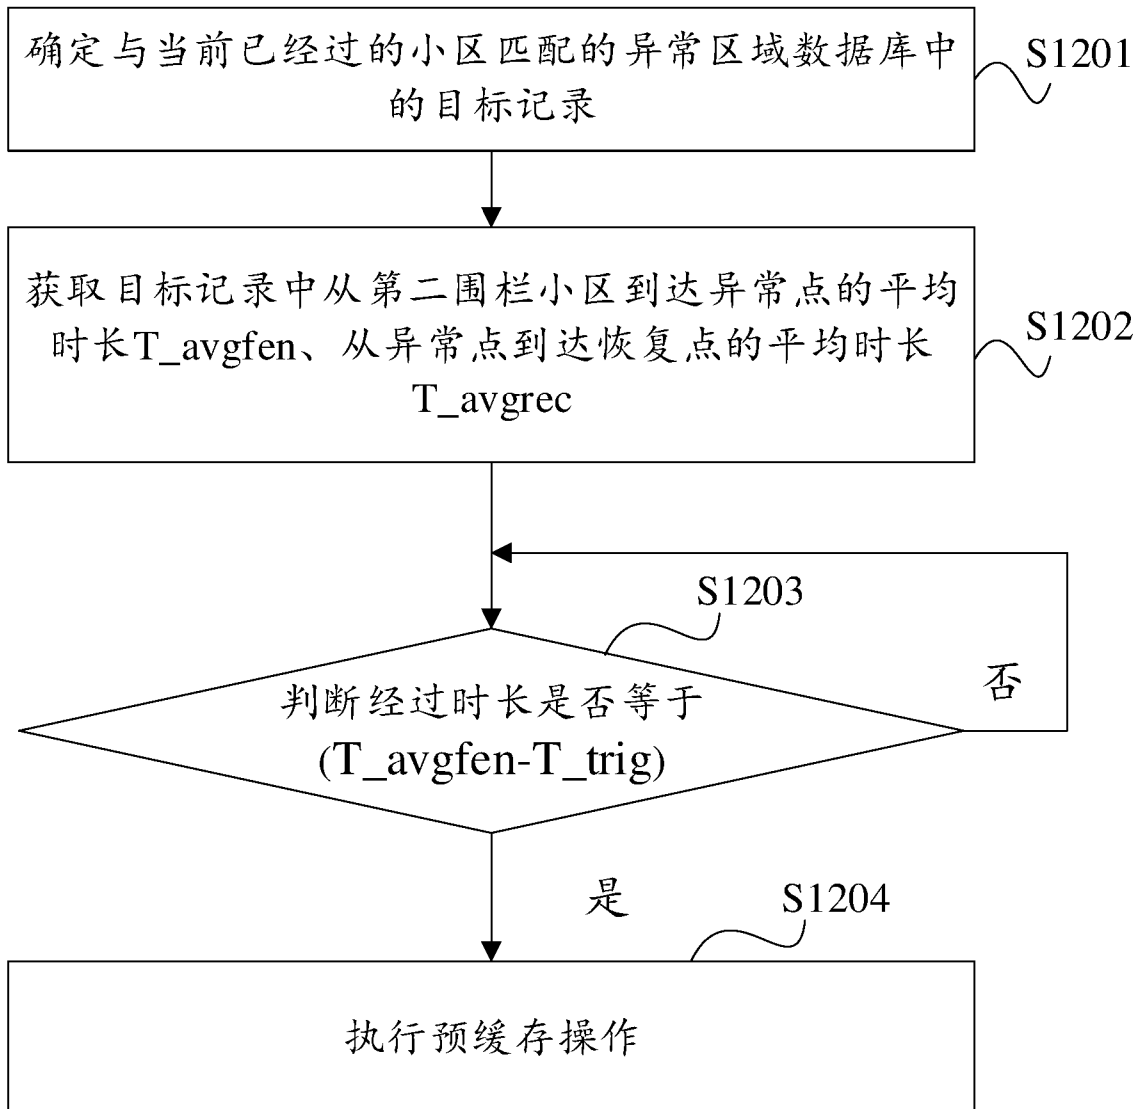 确定与当前已经过的小区匹配的异常区域数据库中
的目标记录
S1201
获取目标记录中从第二围栏小区到达异常点的平均
时长T_avgfen、从异常点到达恢复点的平均时长
T_avgrec
S1202
S1203
判断经过时长是否等于
(T_avgfen-T_trig)
否
是
S1204
执行预缓存操作